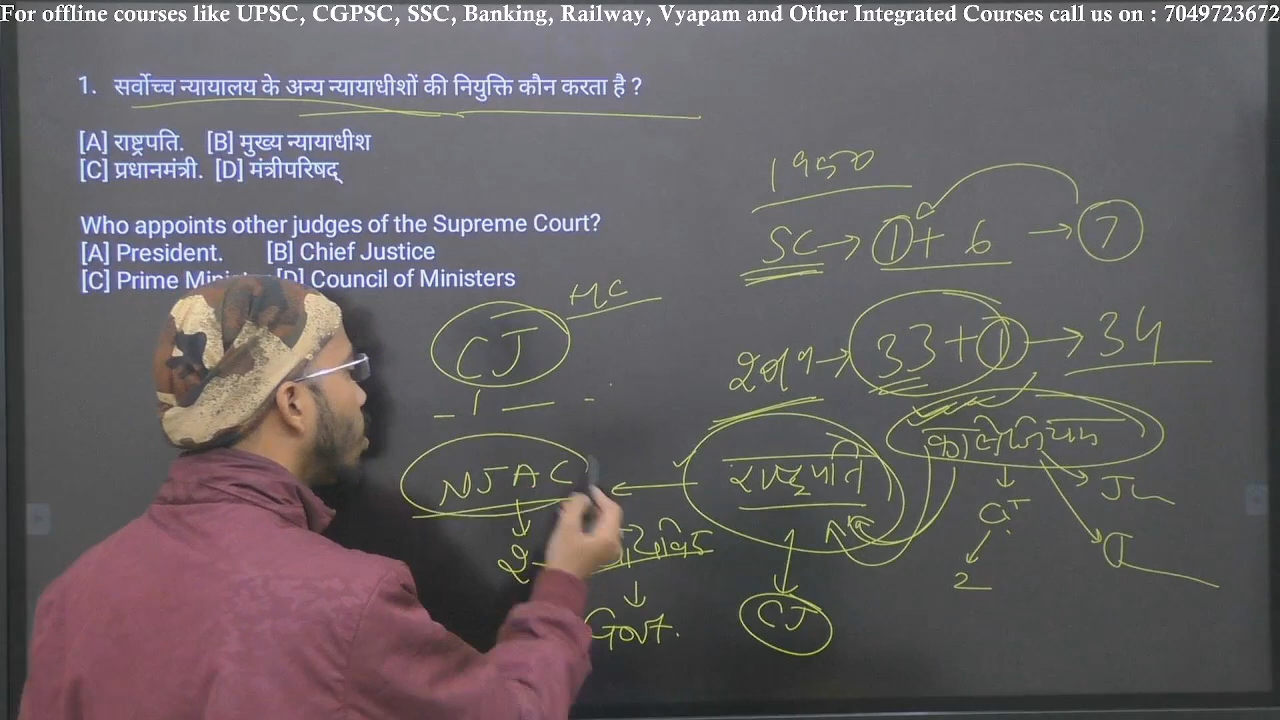 For offline courses like UPSC, CGPSC, SSC, Banking, Railway, Vyapam and Other Integrated Courses call us on : 7049723672
1. सर्वोच्च न्यायालय के अन्य न्यायाधीशों की नियुक्ति कौन करता है ?
[A] राष्ट्रपति. [B] मुख्य न्यायाधीश
[C] प्रधानमंत्री. [D] मंत्रीपरिषद्
Who appoints other judges of the Supreme Court?
[A] President. [B] Chief Justice
[C] Prime [D] Council of Ministers
1950
SC → 1 + 6 → 7
HC
CJ
33 + 1 → 34
कालेजियम
NJAC
राष्ट्रपति
2
Govt.
CJ
2